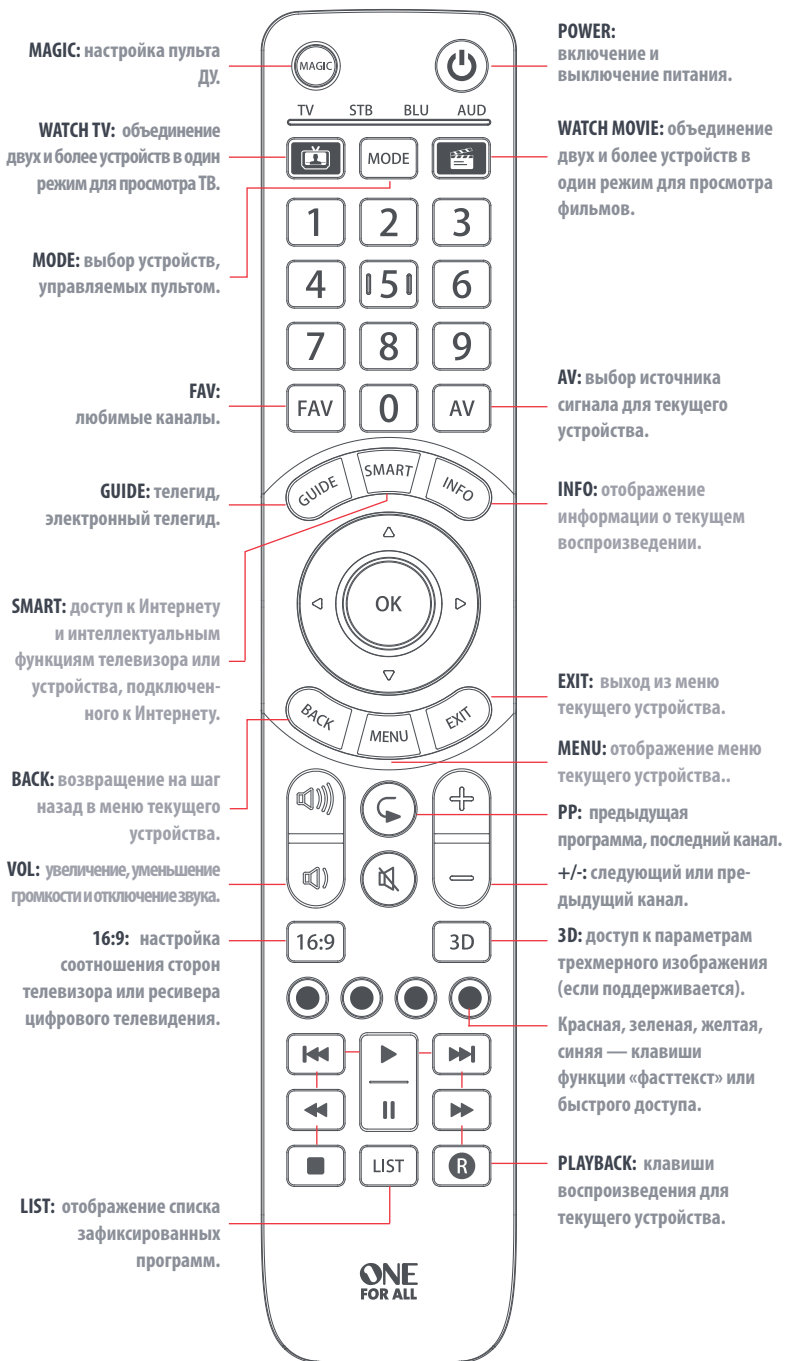 MAGIC: настройка пульта
ДУ.
WATCH TV: объединение
двух и более устройств в один
режим для просмотра ТВ.
MODE: выбор устройств,
управляемых пультом.
FAV:
любимые каналы.
GUIDE: телегид,
электронный телегид.
SMART: доступ к Интернету
и интеллектуальным
функциям телевизора или
устройства, подключен-
ного к Интернету.
BACK: возвращение на шаг
назад в меню текущего
устройства.
VOL: увеличение, уменьшение
громкости и отключение звука.
16:9: настройка
соотношения сторон
телевизора или ресивера
цифрового телевидения.
LIST: отображение списка
зафиксированных
программ.
MAGIC
TV STB BLU AUD
MODE
1 2 3
4 5 6
7 8 9
FAV 0 AV
GUIDE SMART INFO
OK
BACK MENU EXIT
16:9 3D
LIST R
ONE
FOR ALL
POWER:
включение и
выключение питания.
WATCH MOVIE: объединение
двух и более устройств в
один режим для просмотра
фильмов.
AV: выбор источника
сигнала для текущего
устройства.
INFO: отображение
информации о текущем
воспроизведении.
EXIT: выход из меню
текущего устройства.
MENU: отображение меню
текущего устройства..
PP: предыдущая
программа, последний канал.
+/-: следующий или пре-
дыдущий канал.
3D: доступ к параметрам
трехмерного изображения
(если поддерживается).
Красная, зеленая, желтая,
синяя — клавиши
функции «фасттекст» или
быстрого доступа.
PLAYBACK: клавиши
воспроизведения для
текущего устройства.